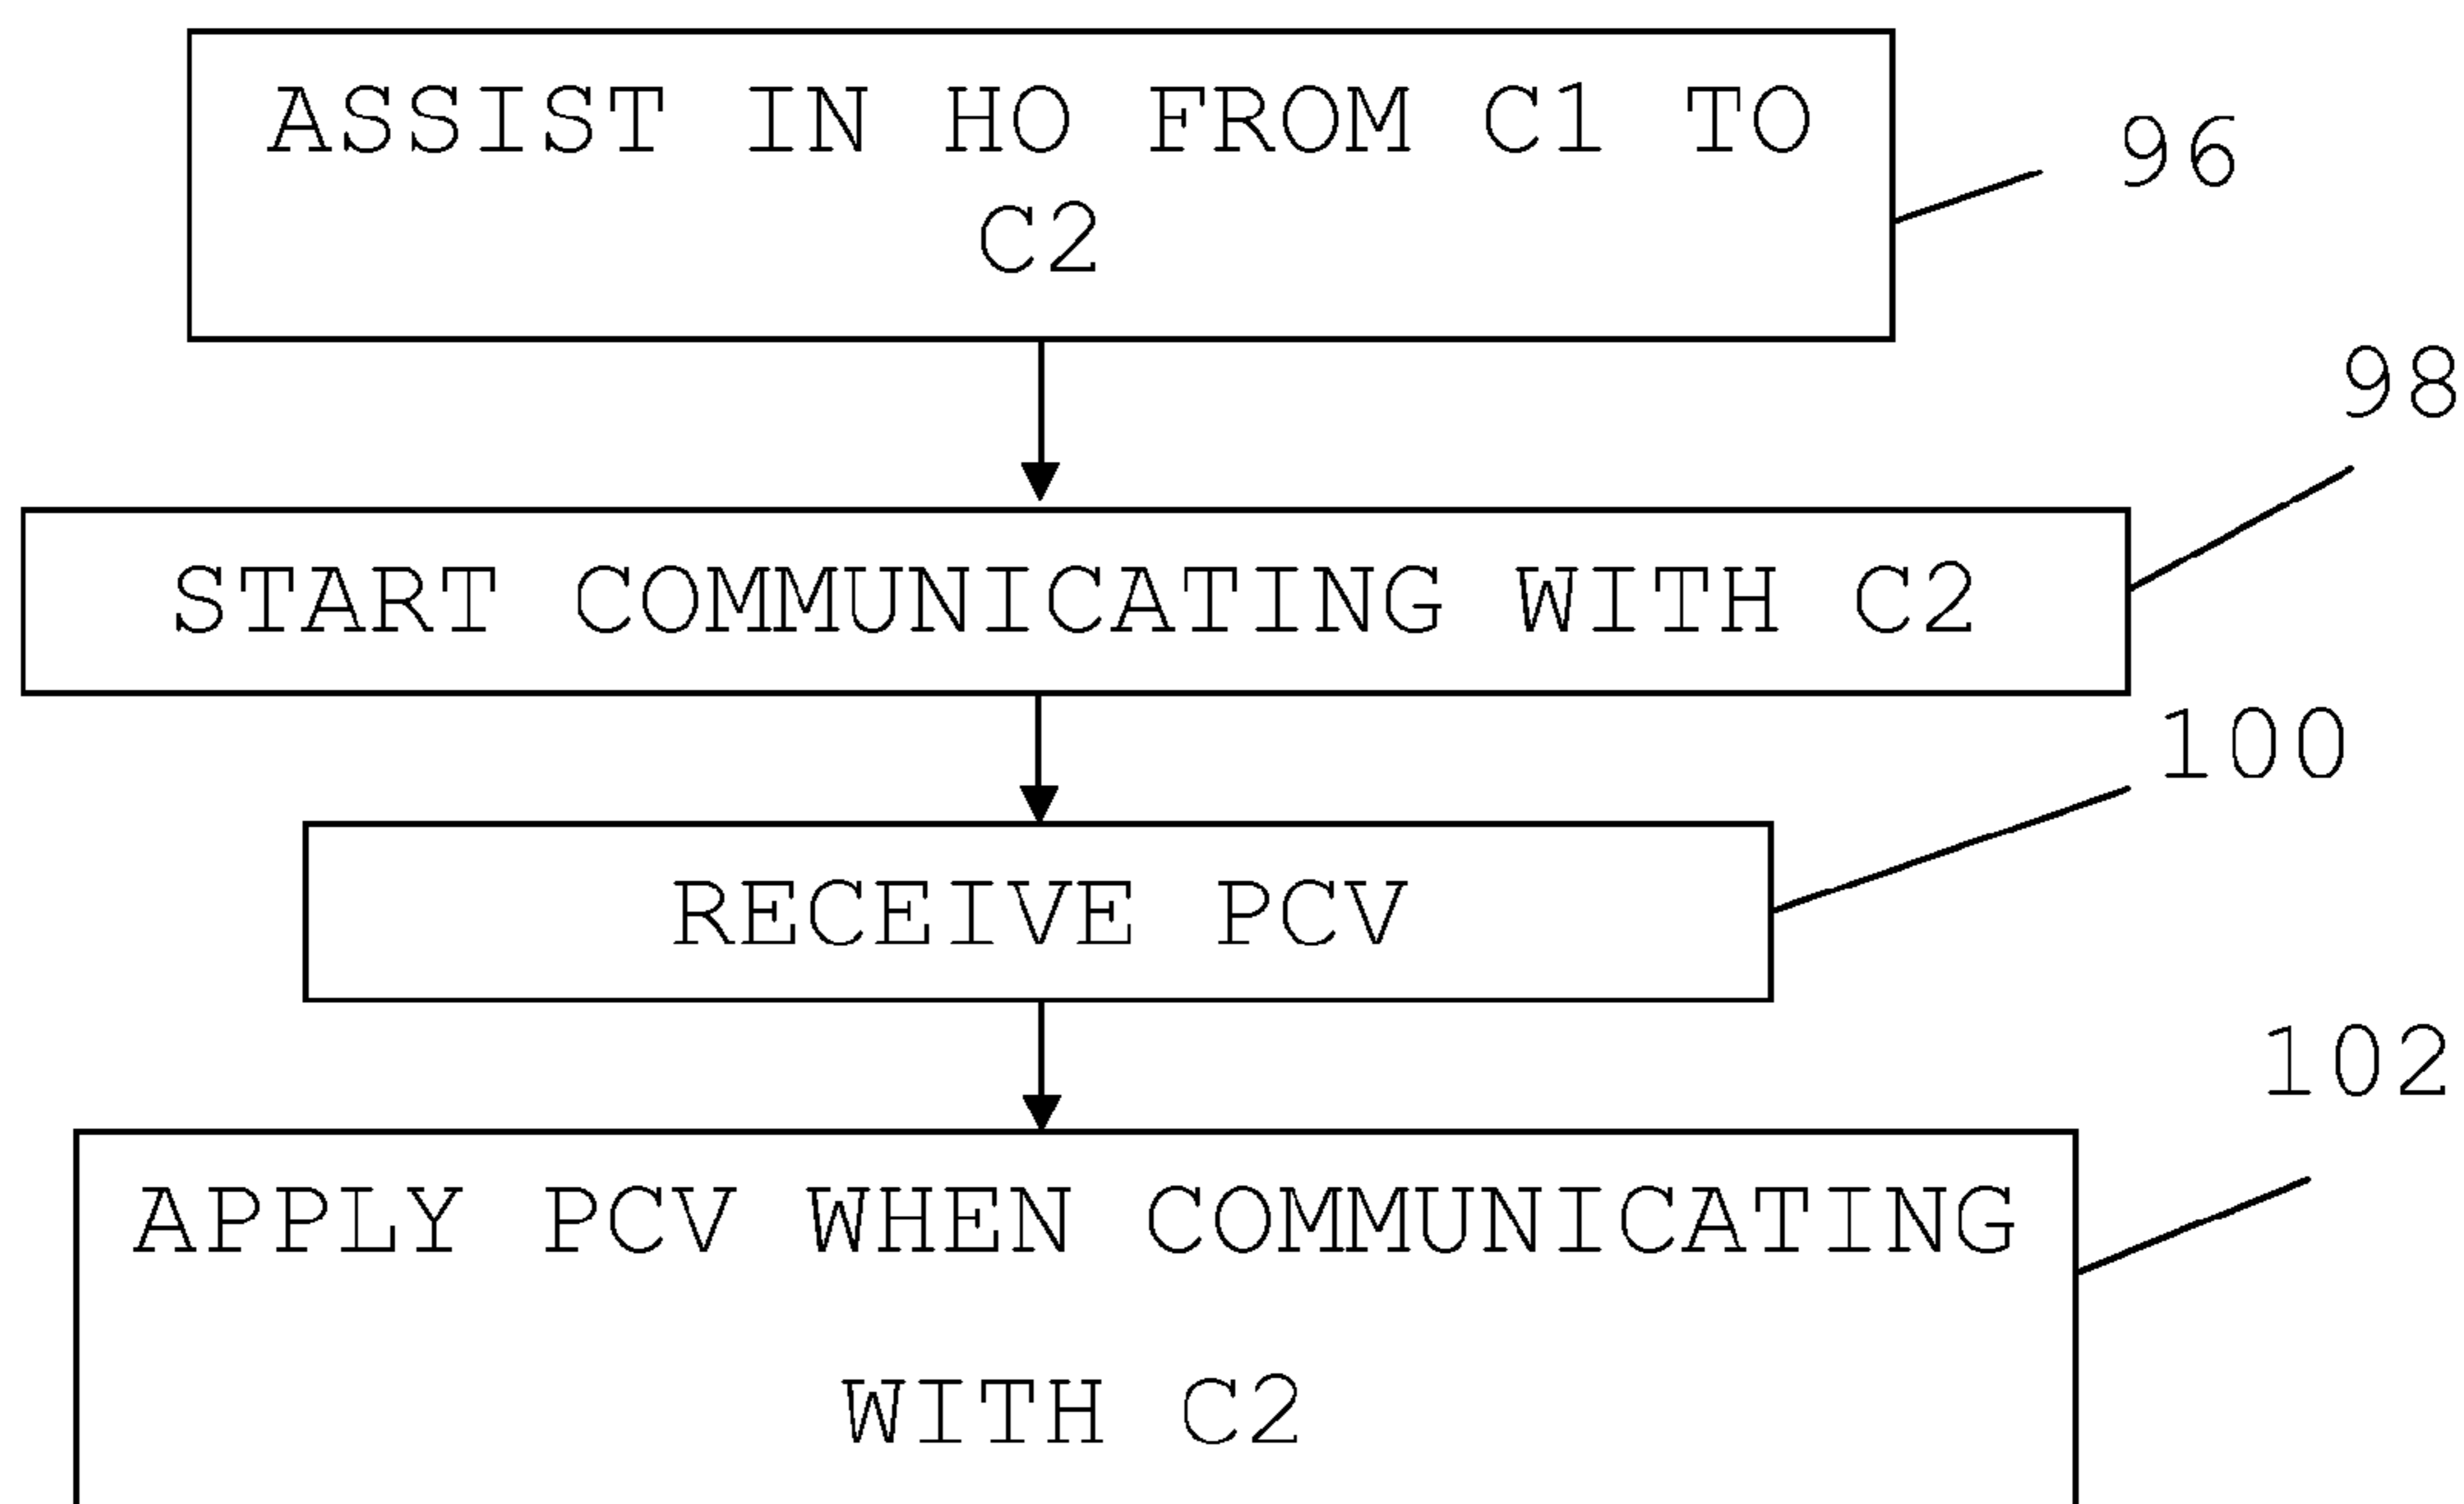 ASSIST IN HO FROM C1 TO
C2
96
98
START COMMUNICATING WITH C2
100
RECEIVE PCV
102
APPLY PCV WHEN COMMUNICATING
WITH C2